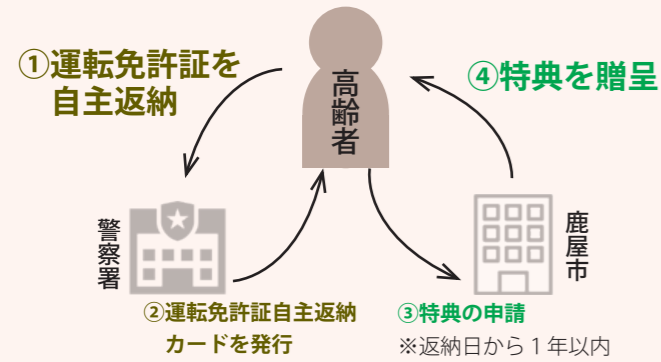 ①運転免許証を
自主返納
高齢者
④特典を贈呈
警察署
鹿屋市
②運転免許証自主返納
カードを発行
③特典の申請
※返納日から１年以内